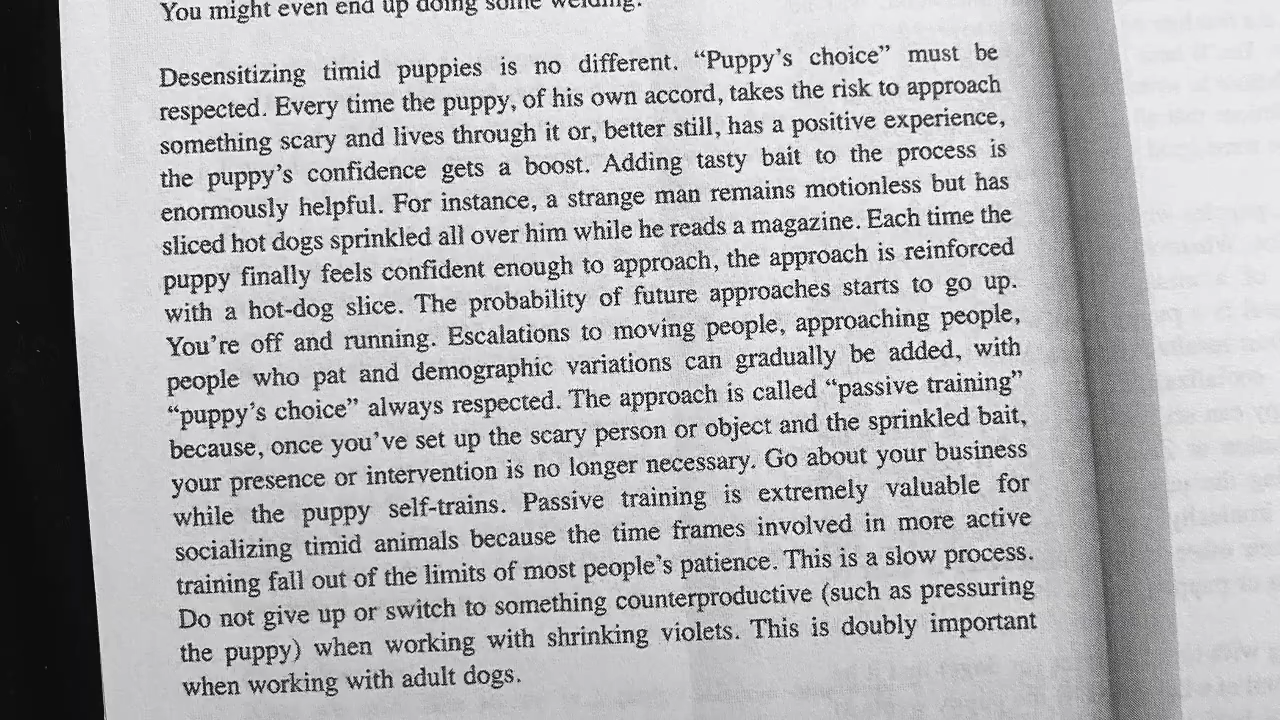 You might even end up doing some welding.
Desensitizing timid puppies is no different. “Puppy’s choice” must be
respected. Every time the puppy, of his own accord, takes the risk to approach
something scary and lives through it or, better still, has a positive experience,
the puppy’s confidence gets a boost. Adding tasty bait to the process is
enormously helpful. For instance, a strange man remains motionless but has
sliced hot dogs sprinkled all over him while he reads a magazine. Each time the
puppy finally feels confident enough to approach, the approach is reinforced
with a hot-dog slice. The probability of future approaches starts to go up.
You’re off and running. Escalations to moving people, approaching people,
people who pat and demographic variations can gradually be added, with
“puppy’s choice” always respected. The approach is called “passive training”
because, once you’ve set up the scary person or object and the sprinkled bait,
your presence or intervention is no longer necessary. Go about your business
while the puppy self-trains. Passive training is extremely valuable for
socializing timid animals because the time frames involved in more active
training fall out of the limits of most people’s patience. This is a slow process.
Do not give up or switch to something counterproductive (such as pressuring
the puppy) when working with shrinking violets. This is doubly important
when working with adult dogs.